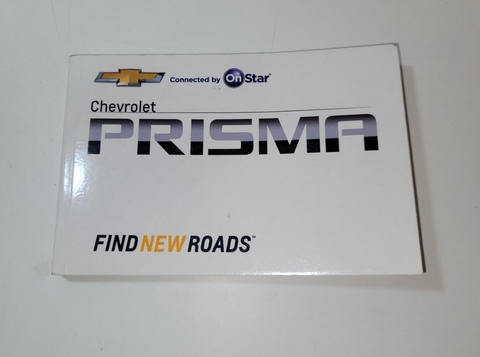 Connected by OnStar®
Chevrolet
PRISMA
FIND NEW ROADS™